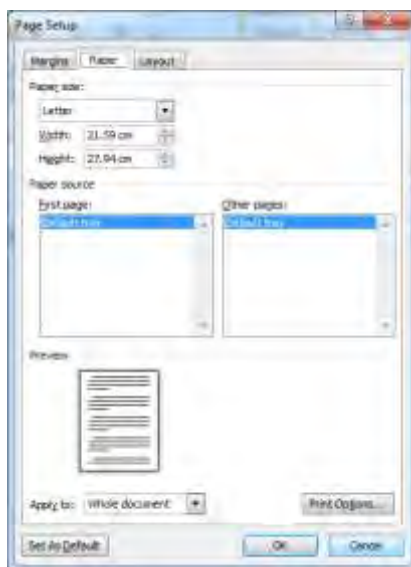 Page Setup
Margins Paper Layout
Paper size:
Letter
Width: 21.59 cm
Height: 27.94 cm
Paper source
First page: Other pages:
Default tray Default tray
Preview
Apply to: Whole document Print Options...
Set As Default OK Cancel